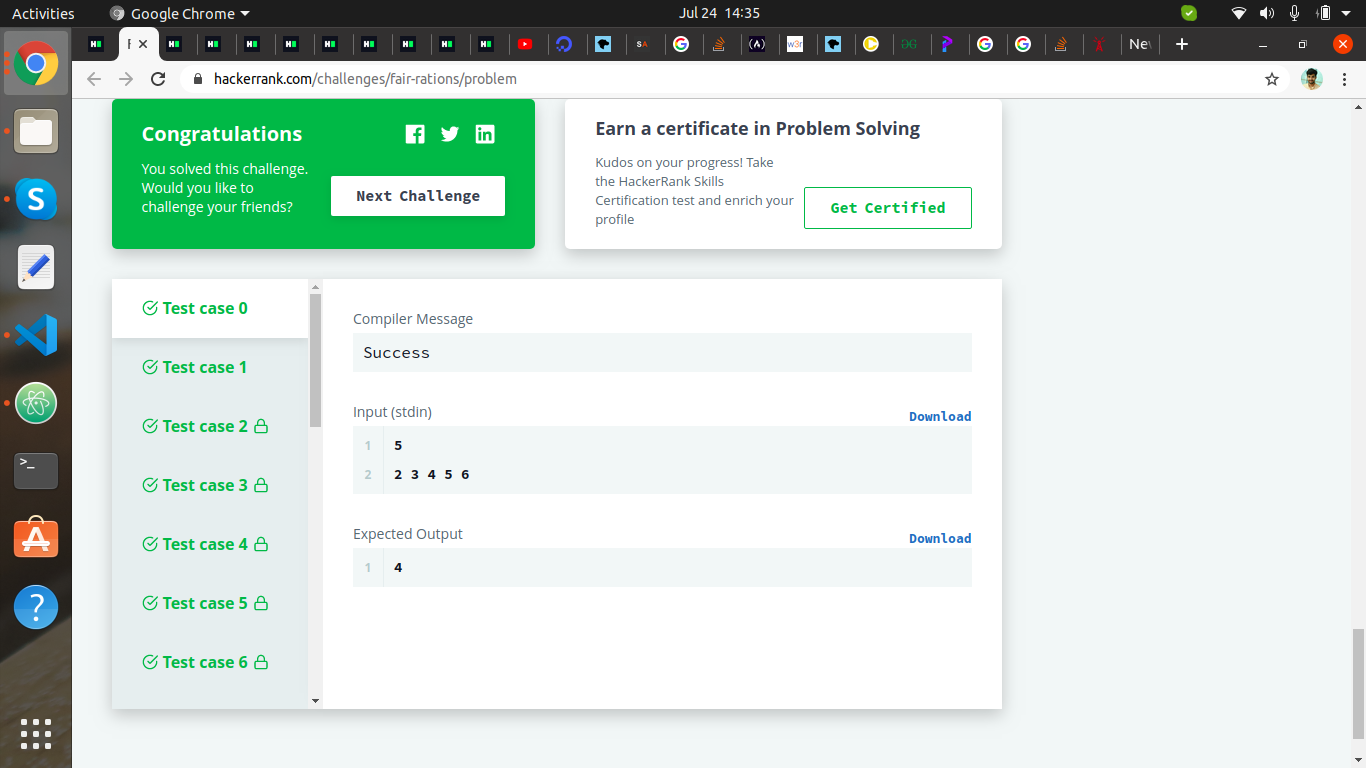 Activities
Google Chrome
Jul 24 14:35
hackerrank.com/challenges/fair-rations/problem
Congratulations
You solved this challenge.
Would you like to
challenge your friends?
Next Challenge
Earn a certificate in Problem Solving
Kudos on your progress! Take
the HackerRank Skills
Certification test and enrich your
profile
Get Certified
Test case 0
Test case 1
Test case 2
Test case 3
Test case 4
Test case 5
Test case 6
Compiler Message
Success
Input (stdin)
Download
1 5
2 2 3 4 5 6
Expected Output
Download
1 4